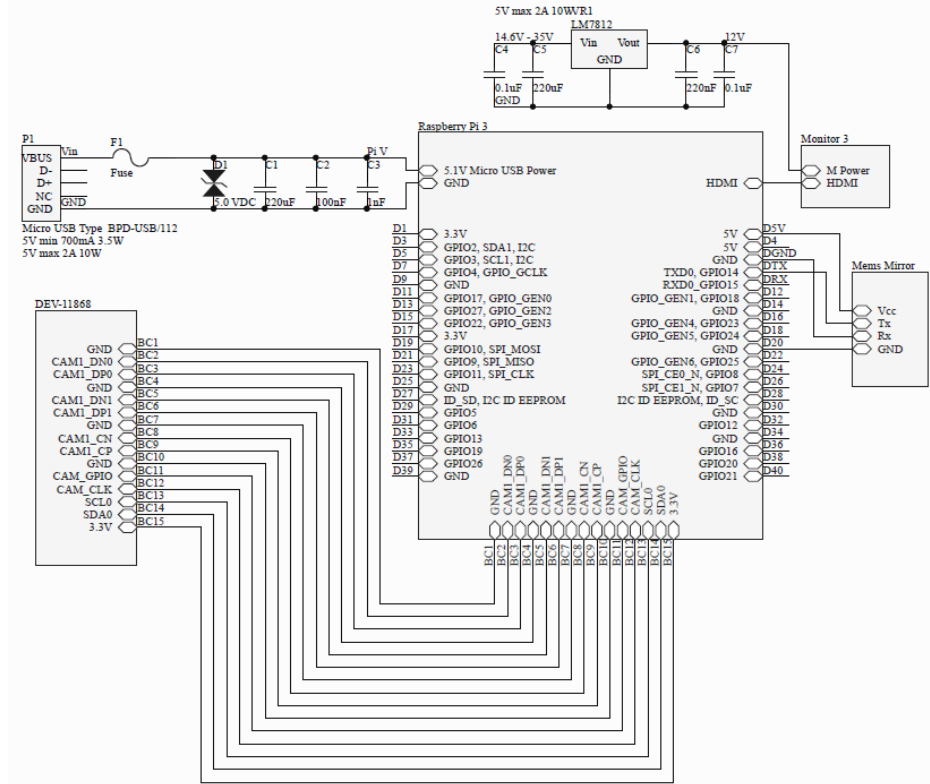 5V max 2A 10WVR1
LM7812
14.6V - 35V
C4
C5
Vin
Vout
GND
12V
C6
C7
0.1uF
220uF
220nF
0.1uF
GND
P1
VBUS
D-
D+
NC
GND
Vin
GND
F1
Fuse
D1
5.0 VDC
C1
220uF
C2
100nF
C3
1nF
Pi V
Micro USB Type BPD-USB/112
5V min 700mA 3.5W
5V max 2A 10W
Raspberry Pi 3
5.1V Micro USB Power
GND
HDMI
Monitor 3
M Power
HDMI
D1 3.3V
D3 GPIO2, SDA1, I2C
D5 GPIO3, SCL1, I2C
D7 GPIO4, GPIO_GCLK
D9 GND
D11 GPIO17, GPIO_GEN0
D13 GPIO27, GPIO_GEN2
D15 GPIO22, GPIO_GEN3
D17 3.3V
D19 GPIO10, SPI_MOSI
D21 GPIO9, SPI_MISO
D23 GPIO11, SPI_CLK
D25 GND
D27 ID_SD, I2C ID EEPROM
D29 GPIO5
D31 GPIO6
D33 GPIO13
D35 GPIO19
D37 GPIO26
D39 GND
5V D5V
5V D4
GND DGND
TXD0, GPIO14 DTX
RXD0_GPIO15 DRX
GPIO_GEN1, GPIO18 D12
GND D14
GPIO_GEN4, GPIO23 D16
GPIO_GEN5, GPIO24 D18
GND D20
GPIO_GEN6, GPIO25 D22
SPI_CE0_N, GPIO8 D24
SPI_CE1_N, GPIO7 D26
I2C ID EEPROM, ID_SC D28
GND D30
GPIO12 D32
GND D34
GPIO16 D36
GPIO20 D38
GPIO21 D40
Mems Mirror
Vcc
Tx
Rx
GND
DEV-11868
GND BC1
CAM1_DN0 BC2
CAM1_DP0 BC3
GND BC4
CAM1_DN1 BC5
CAM1_DP1 BC6
GND BC7
CAM1_CN BC8
CAM1_CP BC9
GND BC10
CAM_GPIO BC11
CAM_CLK BC12
SCL0 BC13
SDA0 BC14
3.3V BC15
GND BC1
CAM1_DN0 BC2
CAM1_DP0 BC3
GND BC4
CAM1_DN1 BC5
CAM1_DP1 BC6
GND BC7
CAM1_CN BC8
CAM1_CP BC9
GND BC10
CAM_GPIO BC11
CAM_CLK BC12
SCL0 BC13
SDA0 BC14
3.3V BC15